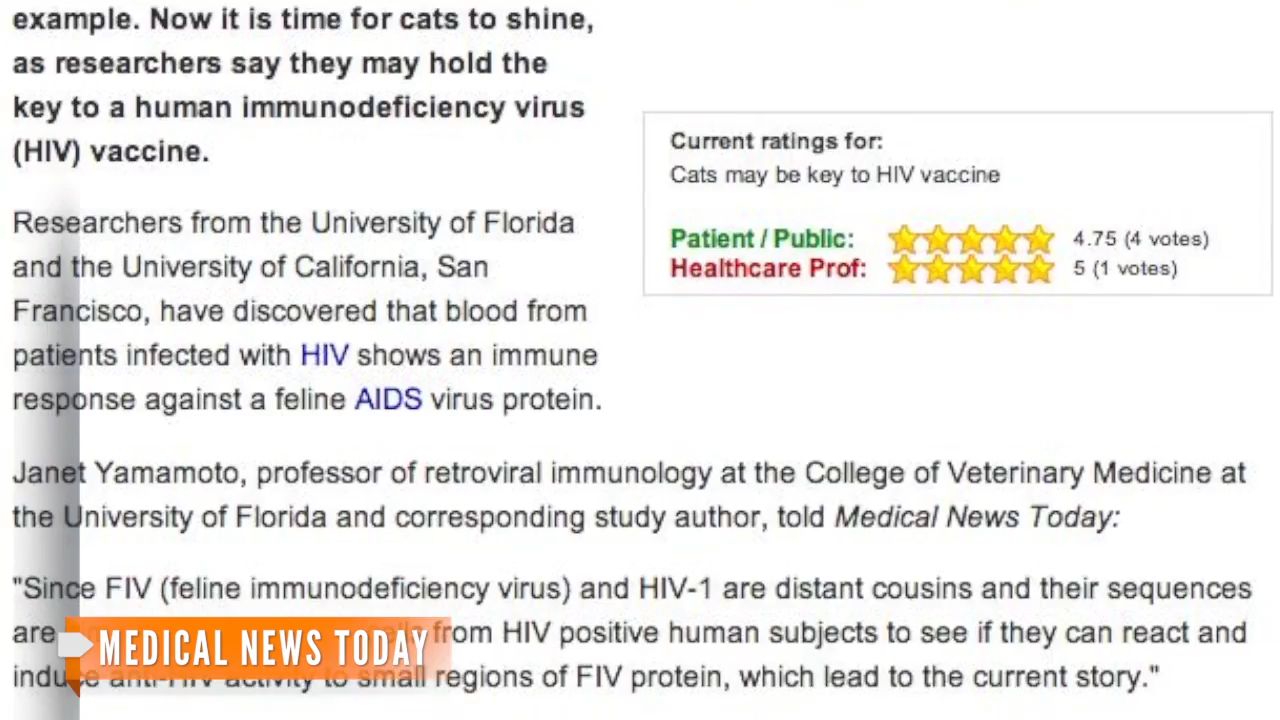 example. Now it is time for cats to shine,
as researchers say they may hold the
key to a human immunodeficiency virus
(HIV) vaccine.
Researchers from the University of Florida
and the University of California, San
Francisco, have discovered that blood from
patients infected with HIV shows an immune
response against a feline AIDS virus protein.
Current ratings for:
Cats may be key to HIV vaccine
Patient / Public: 4.75 (4 votes)
Healthcare Prof: 5 (1 votes)
Janet Yamamoto, professor of retroviral immunology at the College of Veterinary Medicine at
the University of Florida and corresponding study author, told Medical News Today:
"Since FIV (feline immunodeficiency virus) and HIV-1 are distant cousins and their sequences
are from HIV positive human subjects to see if they can react and
induce anti-HIV activity to small regions of FIV protein, which lead to the current story."
MEDICAL NEWS TODAY